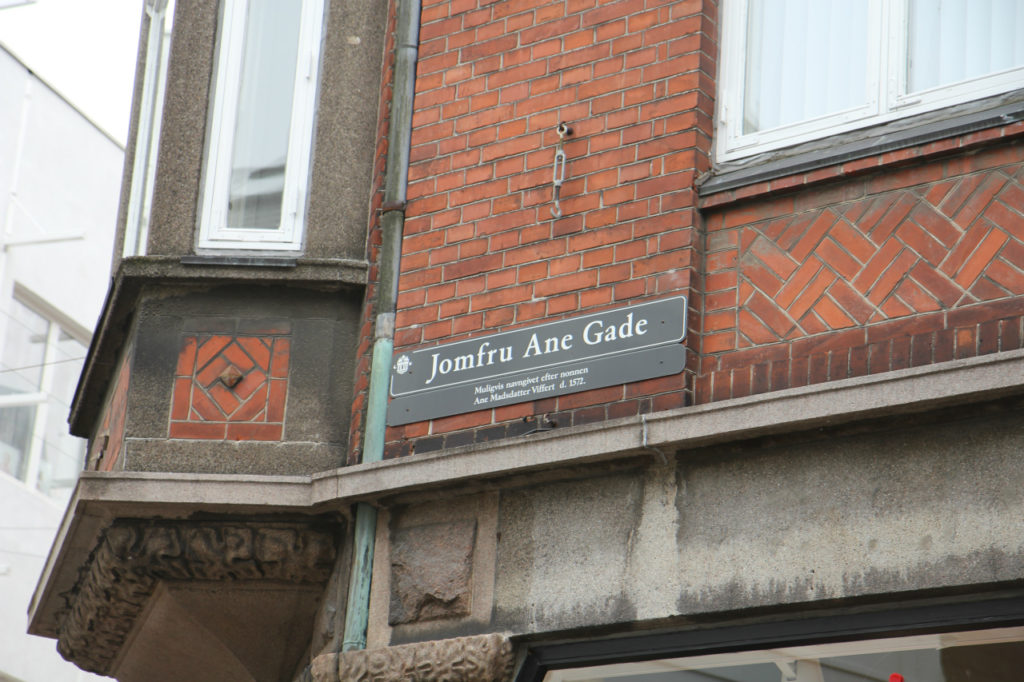 Jomfru Ane Gade
Muligvis navngivet efter nonnen
Ane Madsdatter Viffert d. 1572.